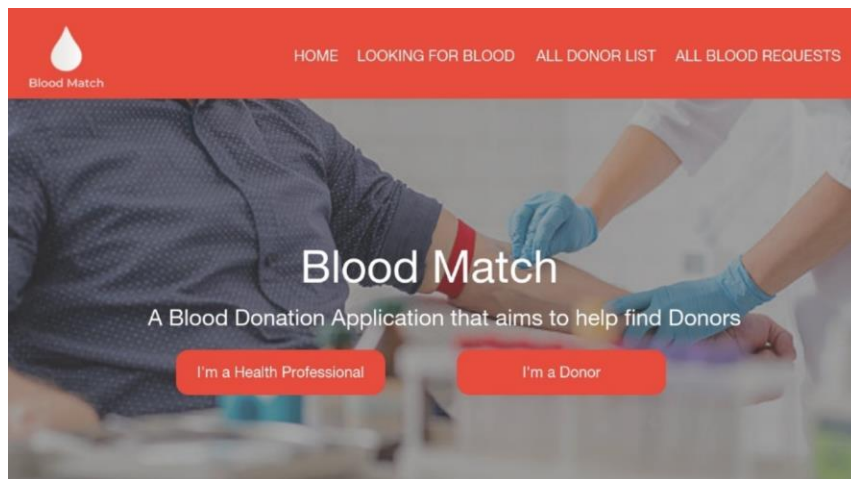 Blood Match
HOME LOOKING FOR BLOOD ALL DONOR LIST ALL BLOOD REQUESTS
Blood Match
A Blood Donation Application that aims to help find Donors
I'm a Health Professional
I'm a Donor